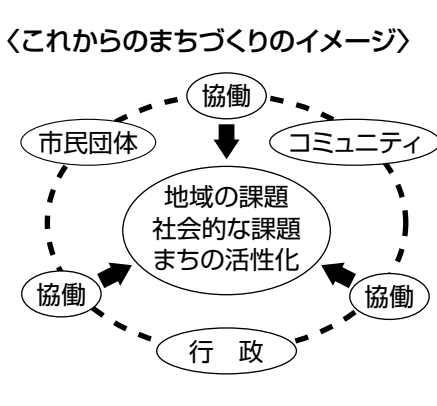 〈これからのまちづくりのイメージ〉
協働
市民団体
コミュニティ
地域の課題
社会的な課題
まちの活性化
協働
協働
行　政